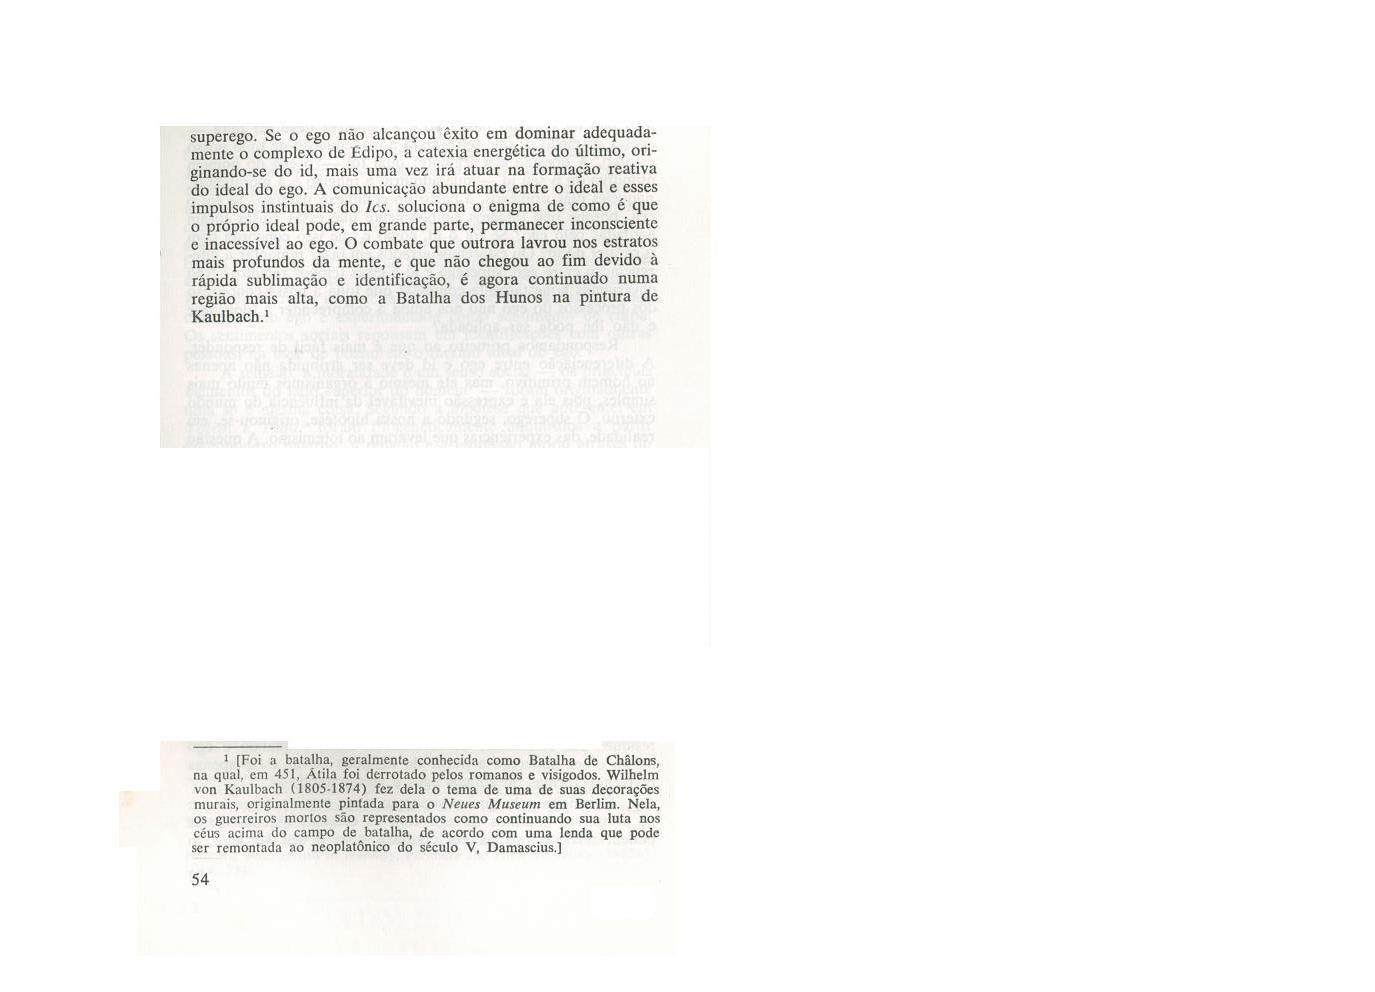 superego. Se o ego não alcançou êxito em dominar adequada-
mente o complexo de Édipo, a catexia energética do último, ori-
ginando-se do id, mais uma vez irá atuar na formação reativa
do ideal do ego. A comunicação abundante entre o ideal e esses
impulsos instintuais do Ics. soluciona o enigma de como é que
o próprio ideal pode, em grande parte, permanecer inconsciente
e inacessível ao ego. O combate que outrora lavrou nos estratos
mais profundos da mente, e que não chegou ao fim devido à
rápida sublimação e identificação, é agora continuado numa
região mais alta, como a Batalha dos Hunos na pintura de
Kaulbach.¹
¹ [Foi a batalha, geralmente conhecida como Batalha de Châlons,
na qual, em 451, Átila foi derrotado pelos romanos e visigodos. Wilhelm
von Kaulbach (1805-1874) fez dela o tema de uma de suas decorações
murais, originalmente pintada para o Neues Museum em Berlim. Nela,
os guerreiros mortos são representados como continuando sua luta nos
céus acima do campo de batalha, de acordo com uma lenda que pode
ser remontada ao neoplatônico do século V, Damascius.]
54